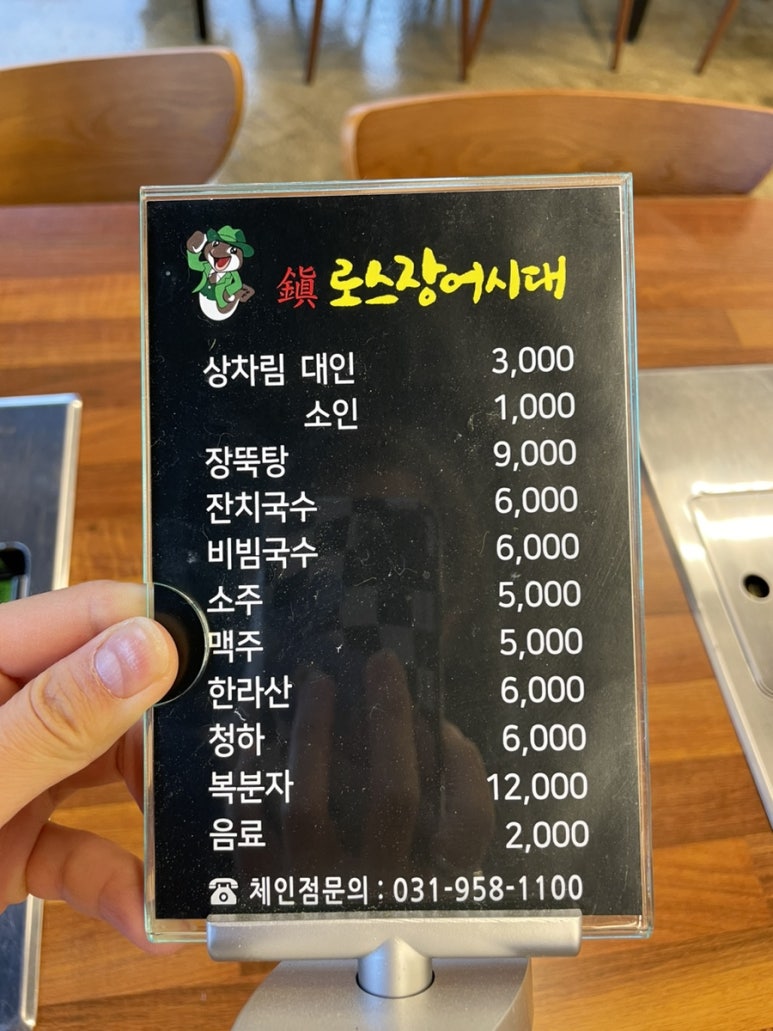 鎭 로스장어시대
상차림 대인 3,000
소인 1,000
장뚝탕 9,000
잔치국수 6,000
비빔국수 6,000
소주 5,000
맥주 5,000
한라산 6,000
청하 6,000
복분자 12,000
음료 2,000
☎ 체인점문의 : 031-958-1100